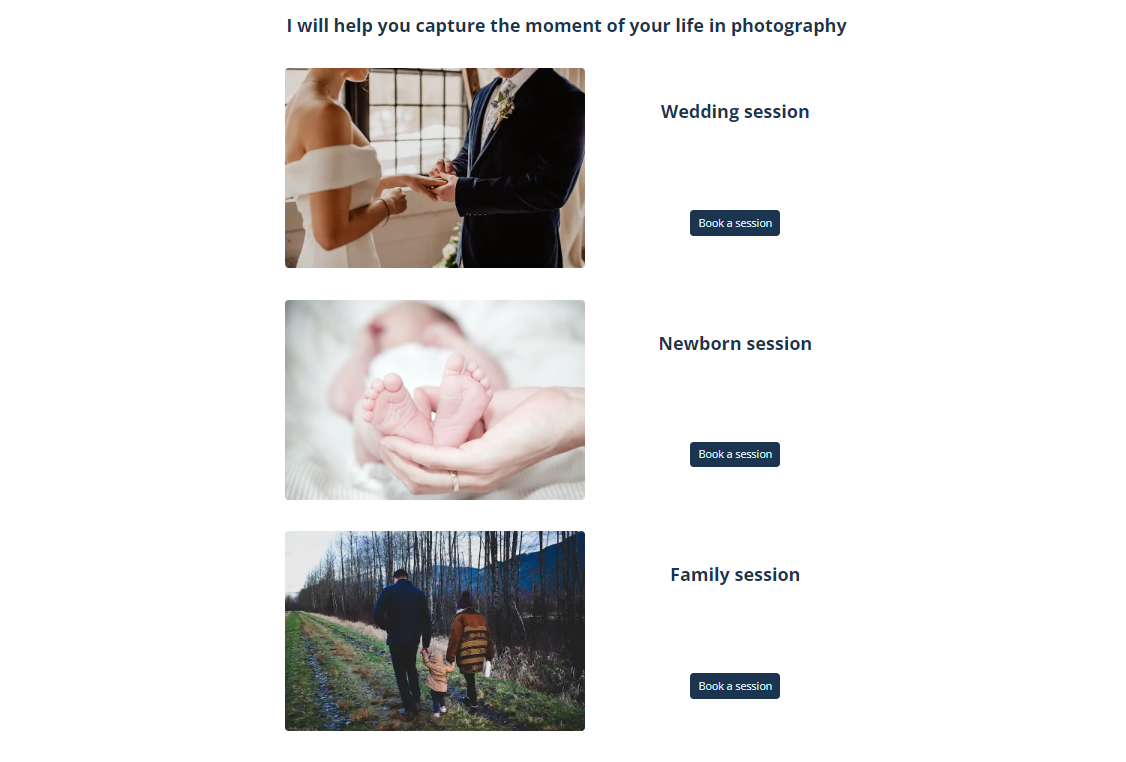 I will help you capture the moment of your life in photography
Wedding session
Book a session
Newborn session
Book a session
Family session
Book a session